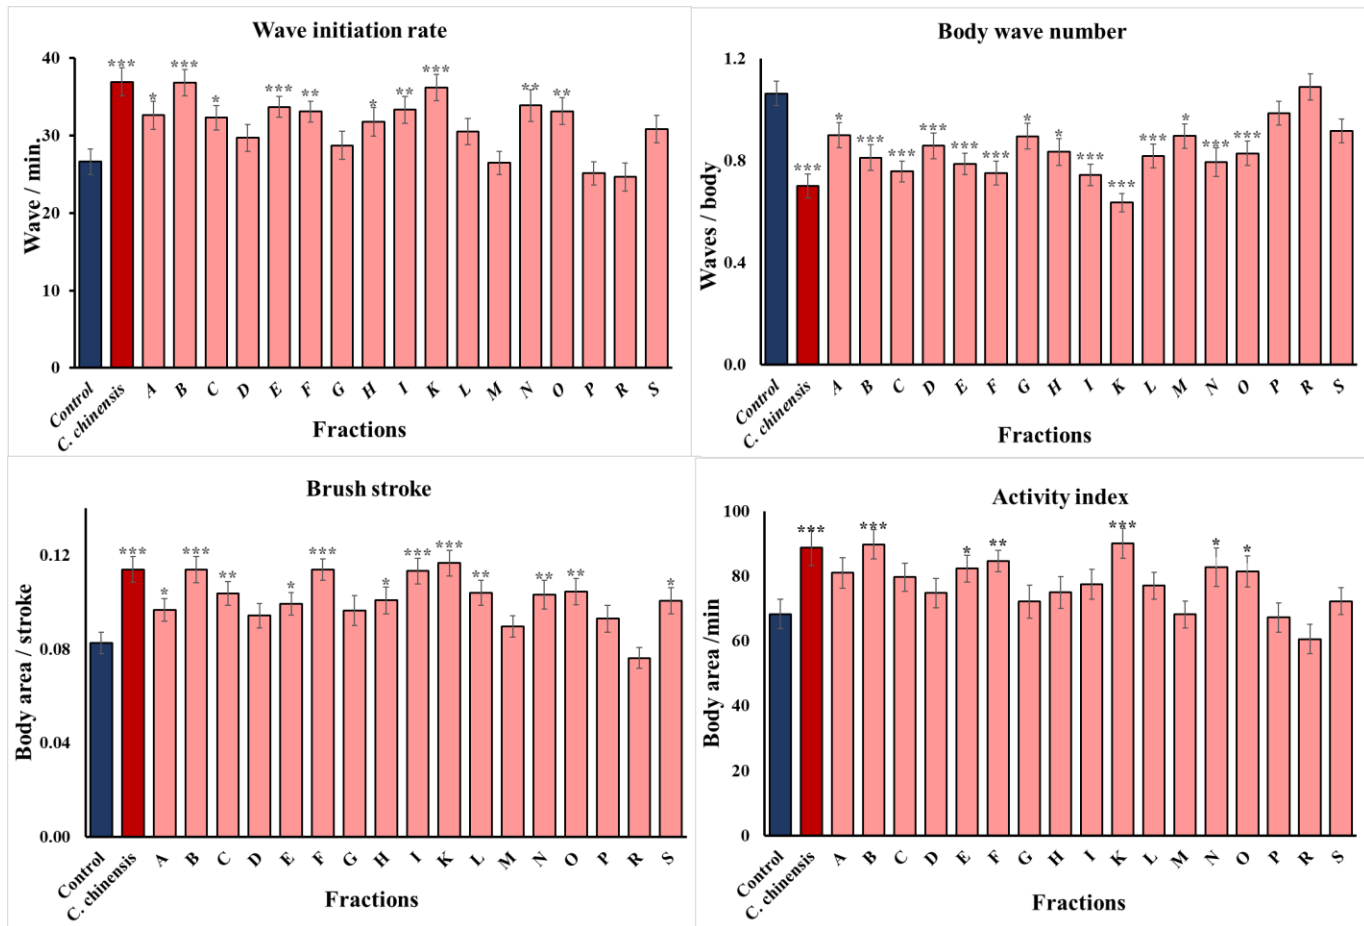 Wave initiation rate
Wave / min.
40
30
20
10
0
*** * *** * *** ** * ** *** ** **
Control C. chinensis A B C D E F G H I K L M N O P R S
Fractions
Body wave number
Waves / body
1.2
0.8
0.4
0.0
*** * *** *** *** *** *** * * *** *** *** * *** ***
Control C. chinensis A B C D E F G H I K L M N O P R S
Fractions
Brush stroke
Body area / stroke
0.12
0.08
0.04
0.00
*** * *** ** * *** * *** *** ** ** ** *
Control C. chinensis A B C D E F G H I K L M N O P R S
Fractions
Activity index
Body area /min
100
80
60
40
20
0
*** *** * ** *** * *
Control C. chinensis A B C D E F G H I K L M N O P R S
Fractions